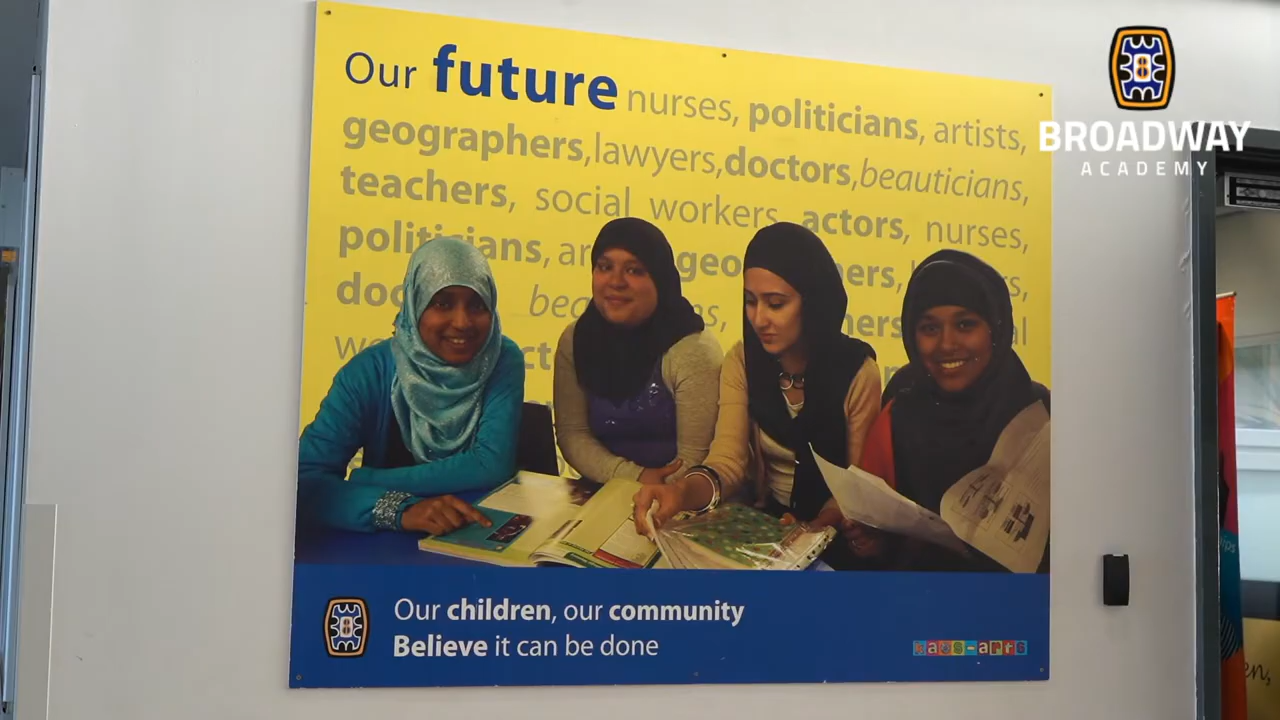 Our future nurses, politicians, artists,
geographers, lawyers, doctors, beauticians,
teachers, social workers, actors, nurses,
politicians,
BROADWAY
ACADEMY
Our children, our community
Believe it can be done